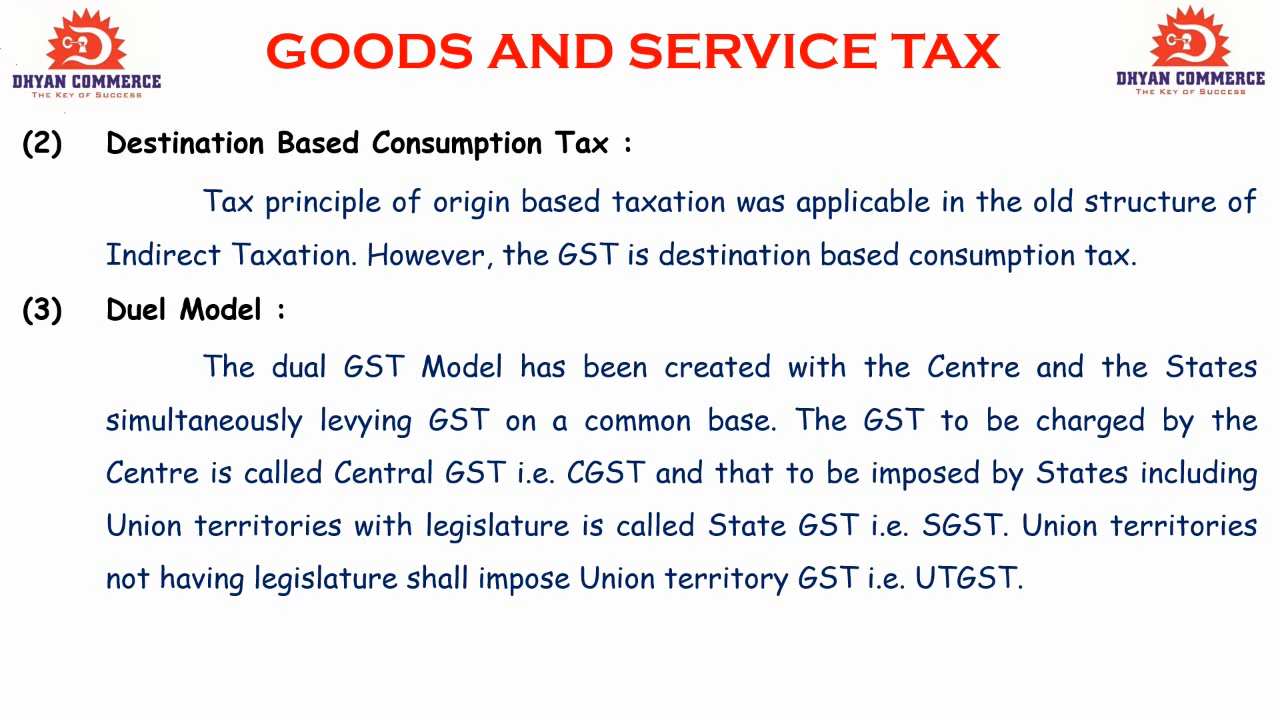 GOODS AND SERVICE TAX
DHYAN COMMERCE
The Key of Success
DHYAN COMMERCE
The Key of Success
(2) Destination Based Consumption Tax :
Tax principle of origin based taxation was applicable in the old structure of
Indirect Taxation. However, the GST is destination based consumption tax.
(3) Duel Model :
The dual GST Model has been created with the Centre and the States
simultaneously levying GST on a common base. The GST to be charged by the
Centre is called Central GST i.e. CGST and that to be imposed by States including
Union territories with legislature is called State GST i.e. SGST. Union territories
not having legislature shall impose Union territory GST i.e. UTGST.